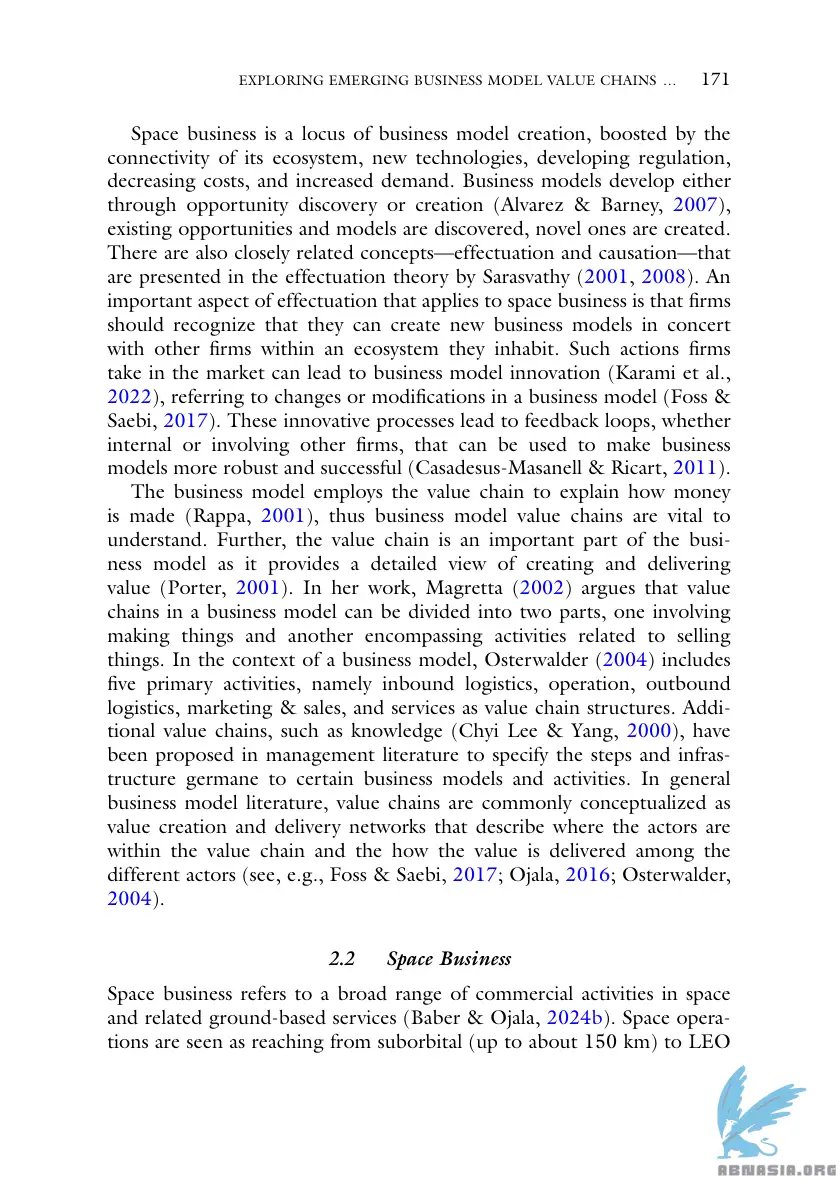 EXPLORING EMERGING BUSINESS MODEL VALUE CHAINS ... 171
Space business is a locus of business model creation, boosted by the
connectivity of its ecosystem, new technologies, developing regulation,
decreasing costs, and increased demand. Business models develop either
through opportunity discovery or creation (Alvarez & Barney, 2007),
existing opportunities and models are discovered, novel ones are created.
There are also closely related concepts—effectuation and causation—that
are presented in the effectuation theory by Sarasvathy (2001, 2008). An
important aspect of effectuation that applies to space business is that firms
should recognize that they can create new business models in concert
with other firms within an ecosystem they inhabit. Such actions firms
take in the market can lead to business model innovation (Karami et al.,
2022), referring to changes or modifications in a business model (Foss &
Saebi, 2017). These innovative processes lead to feedback loops, whether
internal or involving other firms, that can be used to make business
models more robust and successful (Casadesus-Masanell & Ricart, 2011).
The business model employs the value chain to explain how money
is made (Rappa, 2001), thus business model value chains are vital to
understand. Further, the value chain is an important part of the busi-
ness model as it provides a detailed view of creating and delivering
value (Porter, 2001). In her work, Magretta (2002) argues that value
chains in a business model can be divided into two parts, one involving
making things and another encompassing activities related to selling
things. In the context of a business model, Osterwalder (2004) includes
five primary activities, namely inbound logistics, operation, outbound
logistics, marketing & sales, and services as value chain structures. Addi-
tional value chains, such as knowledge (Chyi Lee & Yang, 2000), have
been proposed in management literature to specify the steps and infras-
tructure germane to certain business models and activities. In general
business model literature, value chains are commonly conceptualized as
value creation and delivery networks that describe where the actors are
within the value chain and the how the value is delivered among the
different actors (see, e.g., Foss & Saebi, 2017; Ojala, 2016; Osterwalder,
2004).
2.2 Space Business
Space business refers to a broad range of commercial activities in space
and related ground-based services (Baber & Ojala, 2024b). Space opera-
tions are seen as reaching from suborbital (up to about 150 km) to LEO
ABNASIA.ORG